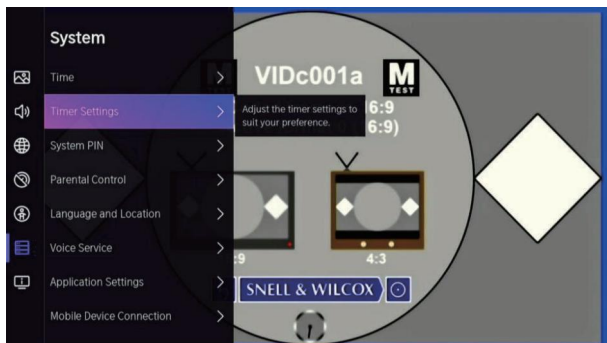 System
Time
Timer Settings
System PIN
Parental Control
Language and Location
Voice Service
Application Settings
Mobile Device Connection
Adjust the timer settings to
suit your preference.
VIDc001a
M
TEST
6:9
6:9)
:9
4:3
SNELL & WILCOX